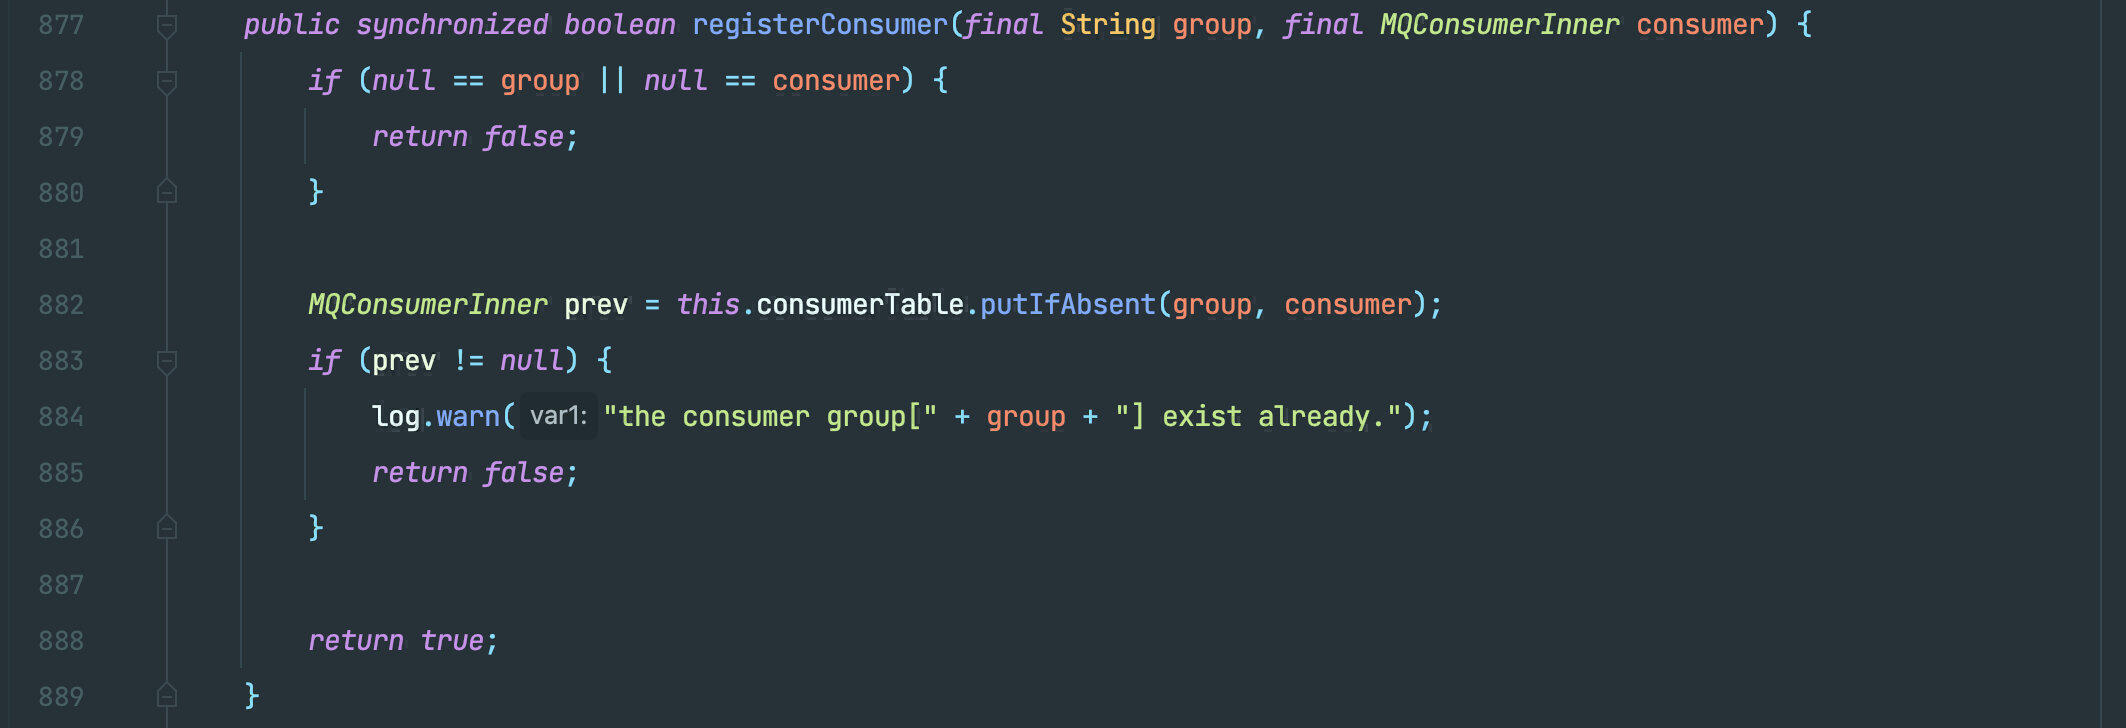 877 public synchronized boolean registerConsumer(final String group, final MQConsumerInner consumer) {
878 if (null == group || null == consumer) {
879 return false;
880 }
881
882 MQConsumerInner prev = this.consumerTable.putIfAbsent(group, consumer);
883 if (prev != null) {
884 log.warn( var1: "the consumer group[" + group + "] exist already.");
885 return false;
886 }
887
888 return true;
889 }